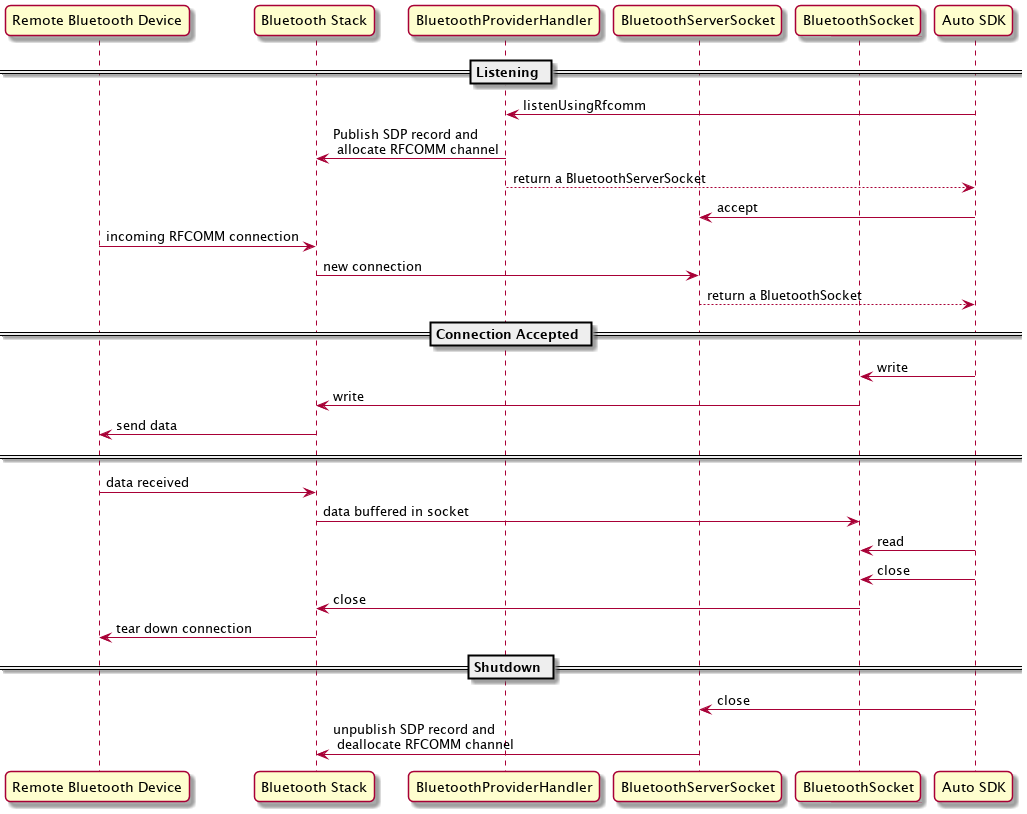 Remote Bluetooth Device
Bluetooth Stack
BluetoothProviderHandler
BluetoothServerSocket
BluetoothSocket
Auto SDK
Listening
listenUsingRfcomm
Publish SDP record and
allocate RFCOMM channel
return a BluetoothServerSocket
accept
incoming RFCOMM connection
new connection
return a BluetoothSocket
Connection Accepted
write
write
send data
data received
data buffered in socket
read
close
close
tear down connection
Shutdown
close
unpublish SDP record and
deallocate RFCOMM channel
Remote Bluetooth Device
Bluetooth Stack
BluetoothProviderHandler
BluetoothServerSocket
BluetoothSocket
Auto SDK